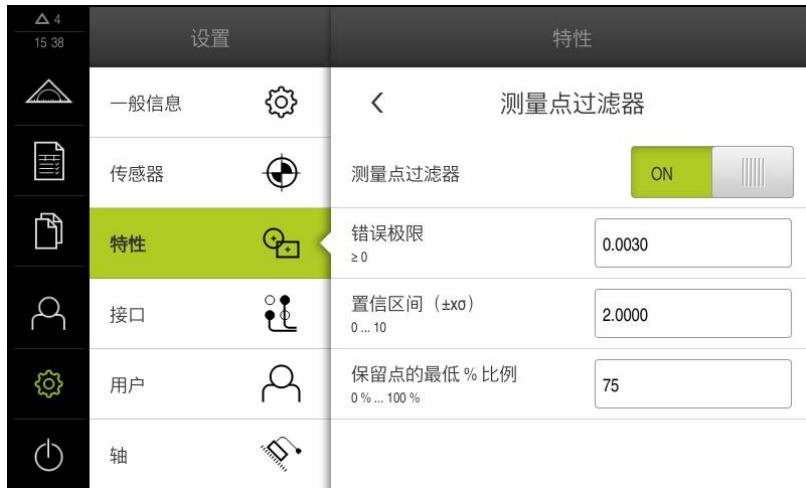 4
15 38
设置
特性
一般信息
传感器
特性
接口
用户
轴
测量点过滤器
测量点过滤器
ON
错误极限
≥ 0
0.0030
置信区间（±xσ）
0 ... 10
2.0000
保留点的最低 % 比例
0 % ... 100 %
75